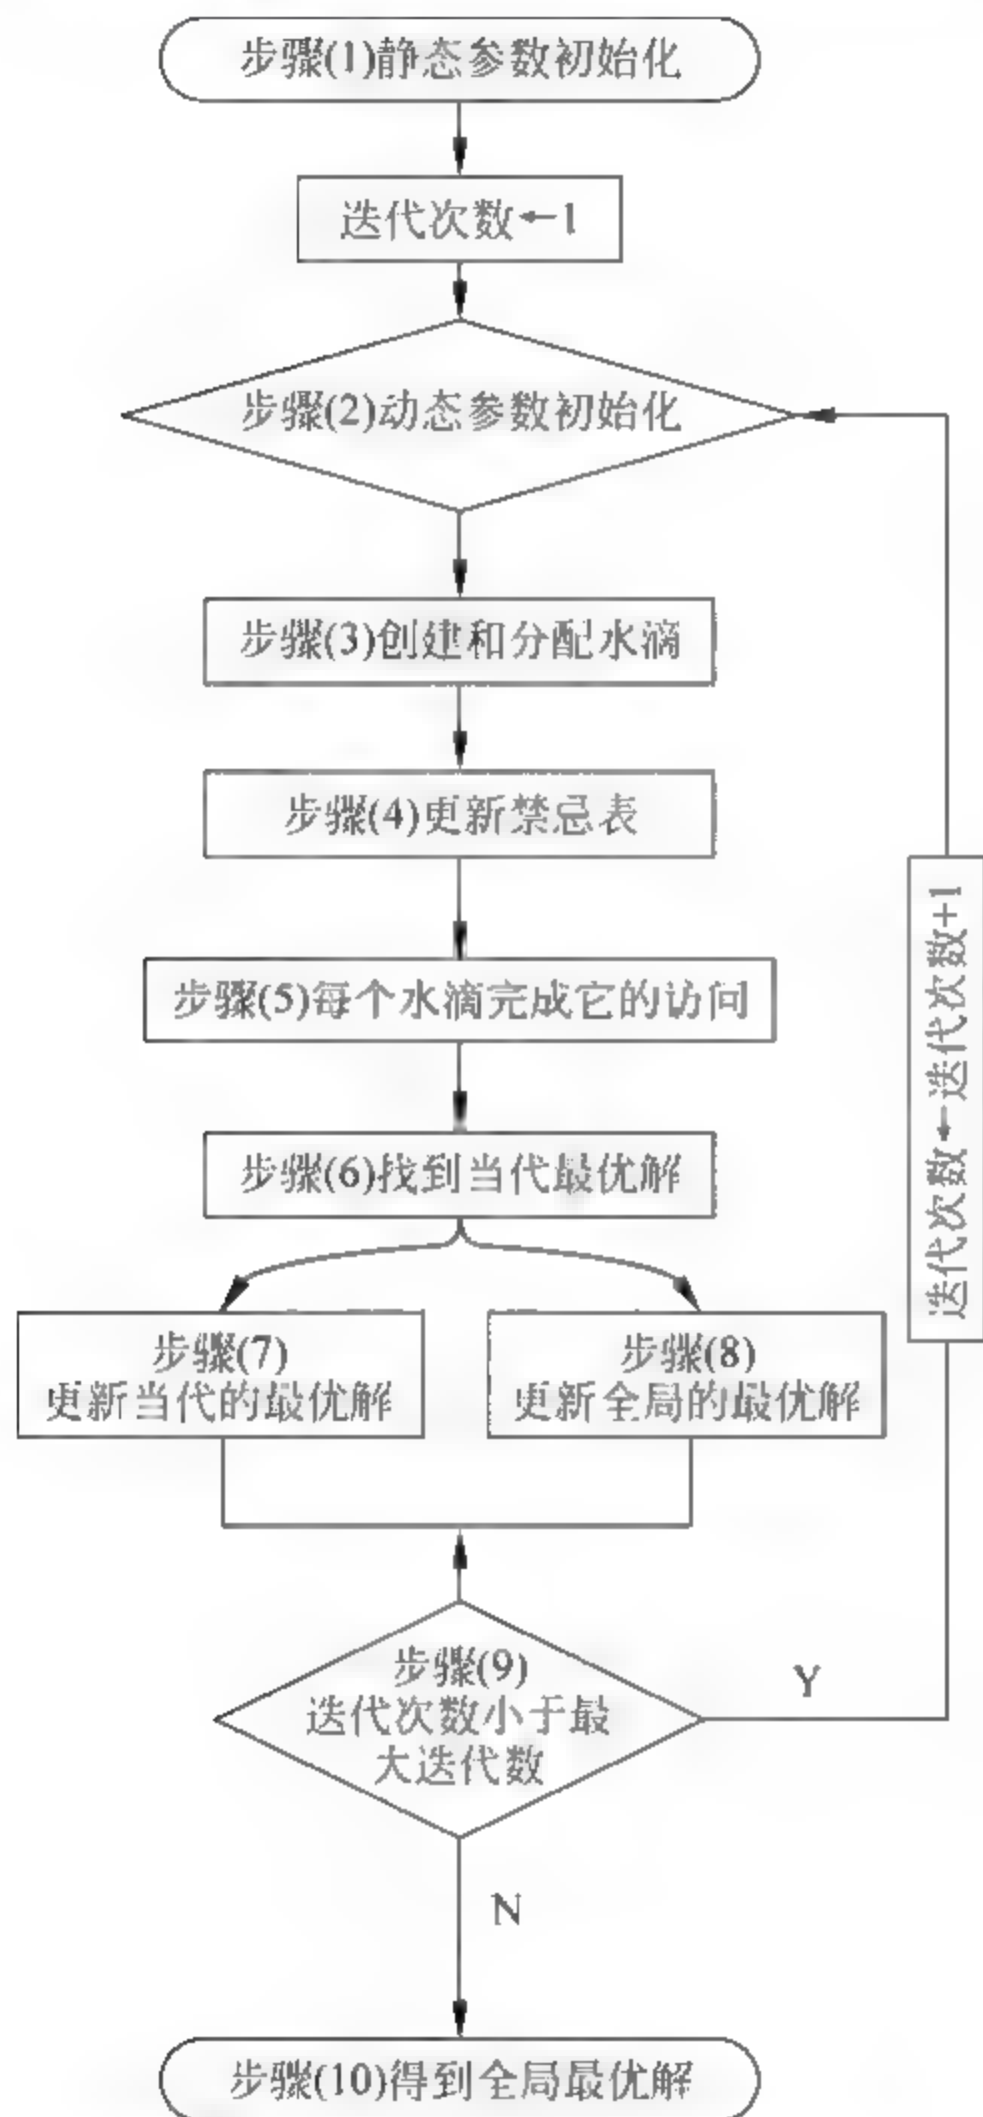 步骤(1)静态参数初始化
迭代次数←1
步骤(2)动态参数初始化
步骤(3)创建和分配水滴
步骤(4)更新禁忌表
步骤(5)每个水滴完成它的访问
步骤(6)找到当代最优解
步骤(7)
更新当代的最优解
步骤(8)
更新全局的最优解
迭代次数←迭代次数+1
步骤(9)
迭代次数小于最
大迭代数
Y
N
步骤(10)得到全局最优解